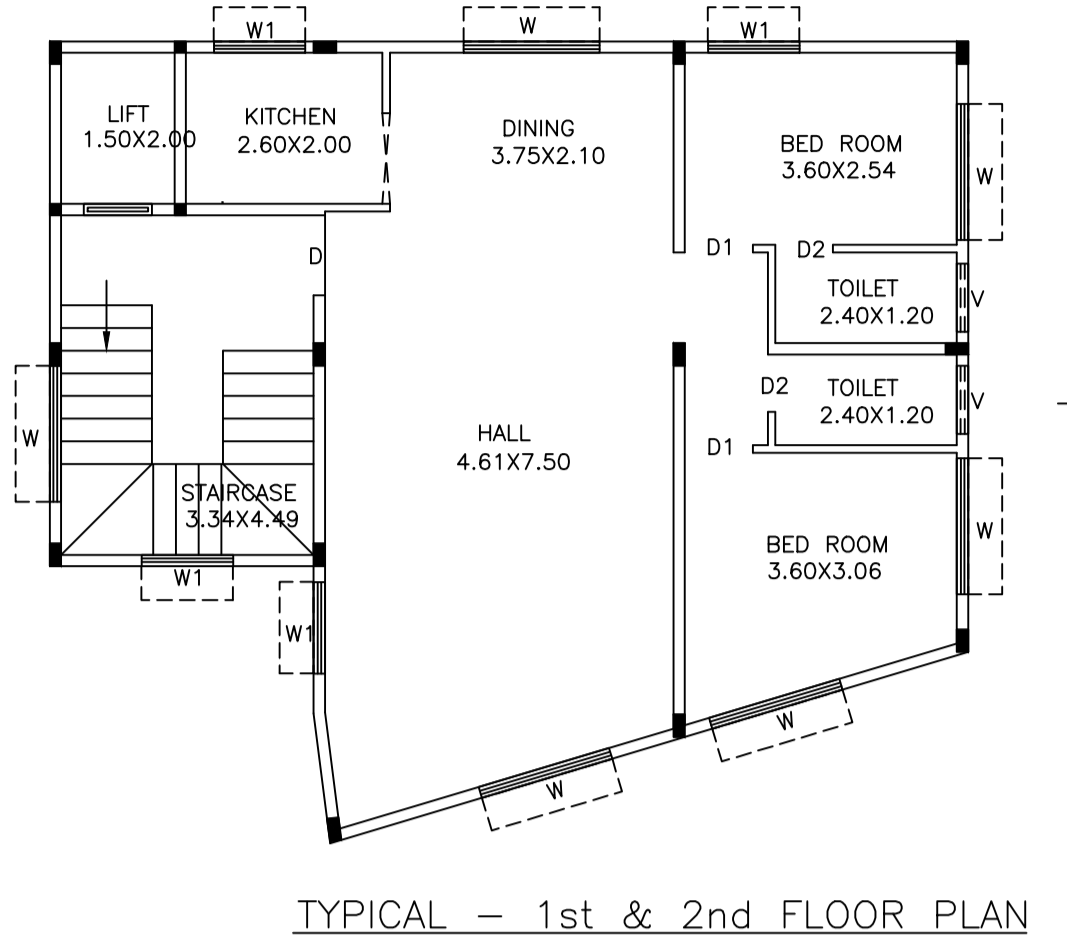 W1
W
W1
LIFT
1.50X2.00
KITCHEN
2.60X2.00
DINING
3.75X2.10
BED ROOM
3.60X2.54
W
D
D1
D2
TOILET
2.40X1.20
V
W
HALL
4.61X7.50
D2
TOILET
2.40X1.20
V
D1
STAIRCASE
3.34X4.49
W1
W1
BED ROOM
3.60X3.06
W
W
W
TYPICAL – 1st & 2nd FLOOR PLAN